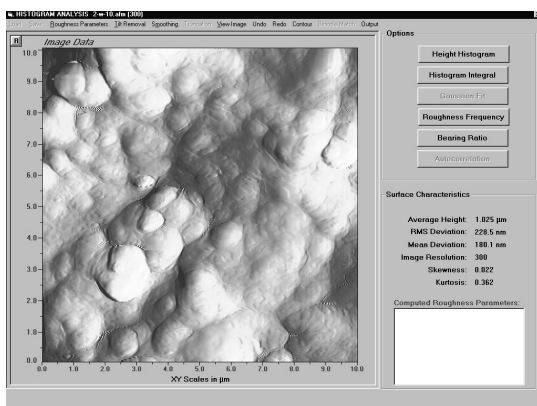 HISTOGRAM ANALYSIS 2-w-10.afm (300)
Load Save Roughness Parameters Tilt Removal Smoothing Truncation View Image Undo Redo Contour Output
R Image Data
10.0
9.0
8.0
7.0
6.0
5.0
4.0
3.0
2.0
1.0
0.0
0.0 1.0 2.0 3.0 4.0 5.0 6.0 7.0 8.0 9.0 10.0
XY Scales in µm
Options
Height Histogram
Histogram Integral
Gaussian Fit
Roughness Frequency
Bearing Ratio
Autocorrelation
Surface Characteristics
Average Height: 1.025 µm
RMS Deviation: 228.5 nm
Mean Deviation: 180.1 nm
Image Resolution: 300
Skewness: 0.022
Kurtosis: 0.362
Computed Roughness Parameters: